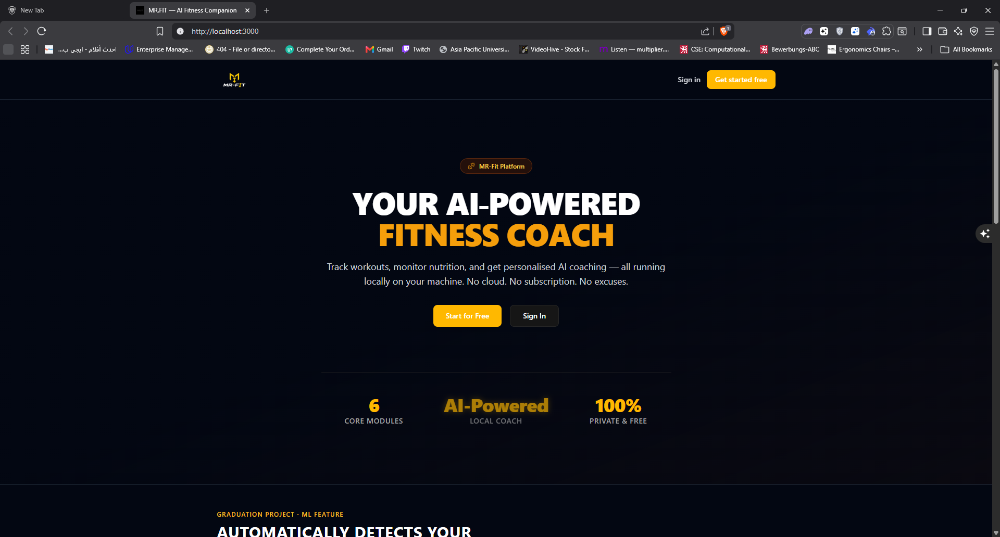 New Tab
MR.FIT — AI Fitness Companion
http://localhost:3000
1
احدث أفلام - ايجي ب...
Enterprise Manage...
404 - File or directo...
Complete Your Ord...
Gmail
Twitch
Asia Pacific Universi...
VideoHive - Stock F...
Listen — multiplier....
CSE: Computational...
Bewerbungs-ABC
Ergonomics Chairs –...
All Bookmarks
MR-FIT
Sign in
Get started free
MR-Fit Platform
YOUR AI-POWERED
FITNESS COACH
Track workouts, monitor nutrition, and get personalised AI coaching — all running
locally on your machine. No cloud. No subscription. No excuses.
Start for Free
Sign In
6
CORE MODULES
AI-Powered
LOCAL COACH
100%
PRIVATE & FREE
GRADUATION PROJECT · ML FEATURE
AUTOMATICALLY DETECTS YOUR